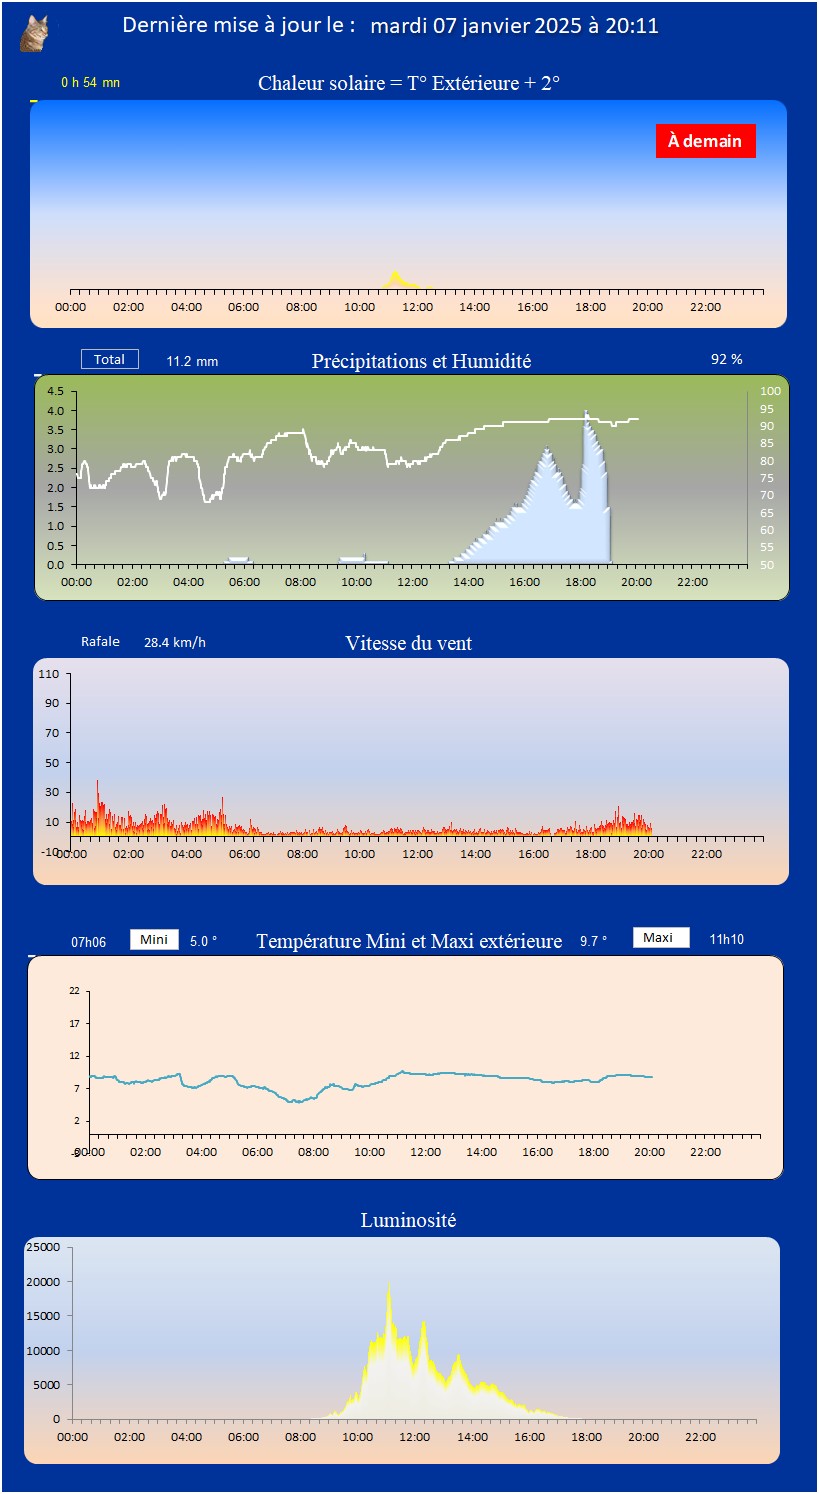 Dernière mise à jour le : mardi 07 janvier 2025 à 20:11
0 h 54 mn
Chaleur solaire = T° Extérieure + 2°
À demain
00:00 02:00 04:00 06:00 08:00 10:00 12:00 14:00 16:00 18:00 20:00 22:00
Total 11.2 mm Précipitations et Humidité 92 %
4.5 100
4.0 95
3.5 90
85
3.0 80
2.5 75
2.0 70
1.5 65
1.0 60
0.5 55
0.0 50
00:00 02:00 04:00 06:00 08:00 10:00 12:00 14:00 16:00 18:00 20:00 22:00
Rafale 28.4 km/h Vitesse du vent
110
90
70
50
30
10
-10
00:00 02:00 04:00 06:00 08:00 10:00 12:00 14:00 16:00 18:00 20:00 22:00
07h06 Mini 5.0 ° Température Mini et Maxi extérieure 9.7 ° Maxi 11h10
22
17
12
7
2
00:00 02:00 04:00 06:00 08:00 10:00 12:00 14:00 16:00 18:00 20:00 22:00
Luminosité
25000
20000
15000
10000
5000
0
00:00 02:00 04:00 06:00 08:00 10:00 12:00 14:00 16:00 18:00 20:00 22:00